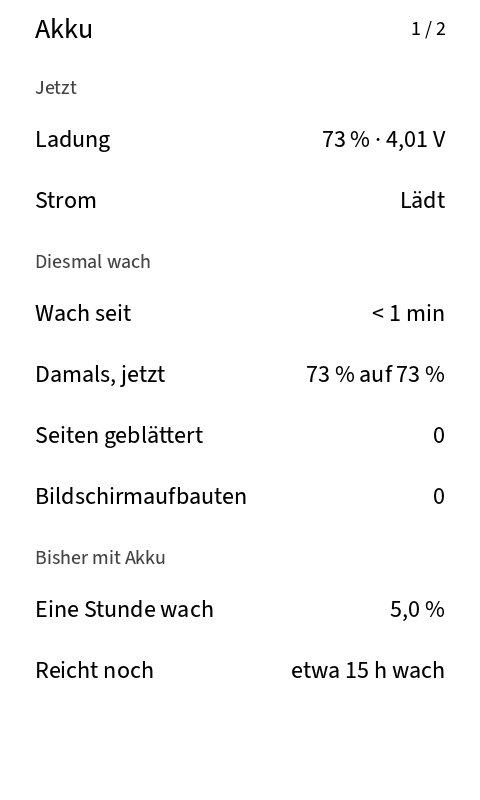 Akku 1 / 2
Jetzt
Ladung 73 % · 4,01 V
Strom Lädt
Diesmal wach
Wach seit < 1 min
Damals, jetzt 73 % auf 73 %
Seiten geblättert 0
Bildschirmaufbauten 0
Bisher mit Akku
Eine Stunde wach 5,0 %
Reicht noch etwa 15 h wach